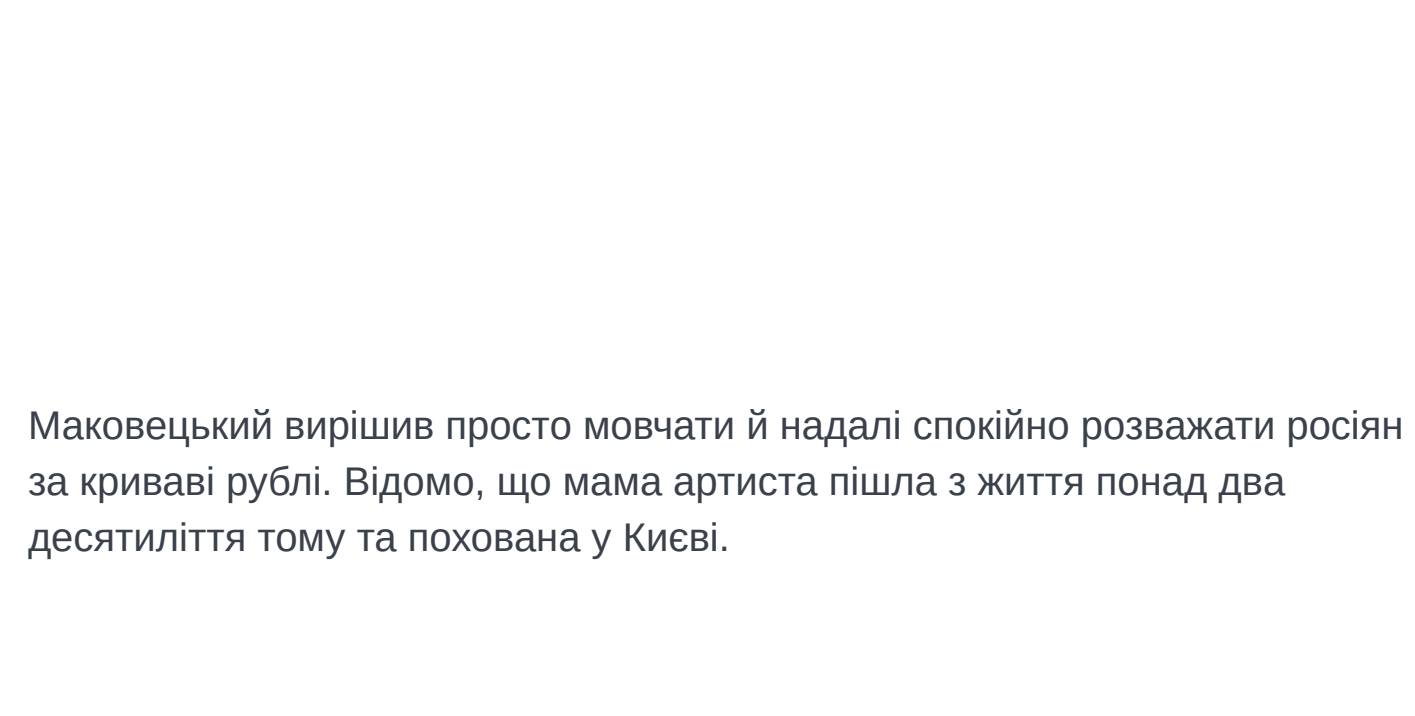 Маковецький вирішив просто мовчати й надалі спокійно розважати росіян
за криваві рублі. Відомо, що мама артиста пішла з життя понад два
десятиліття тому та похована у Києві.